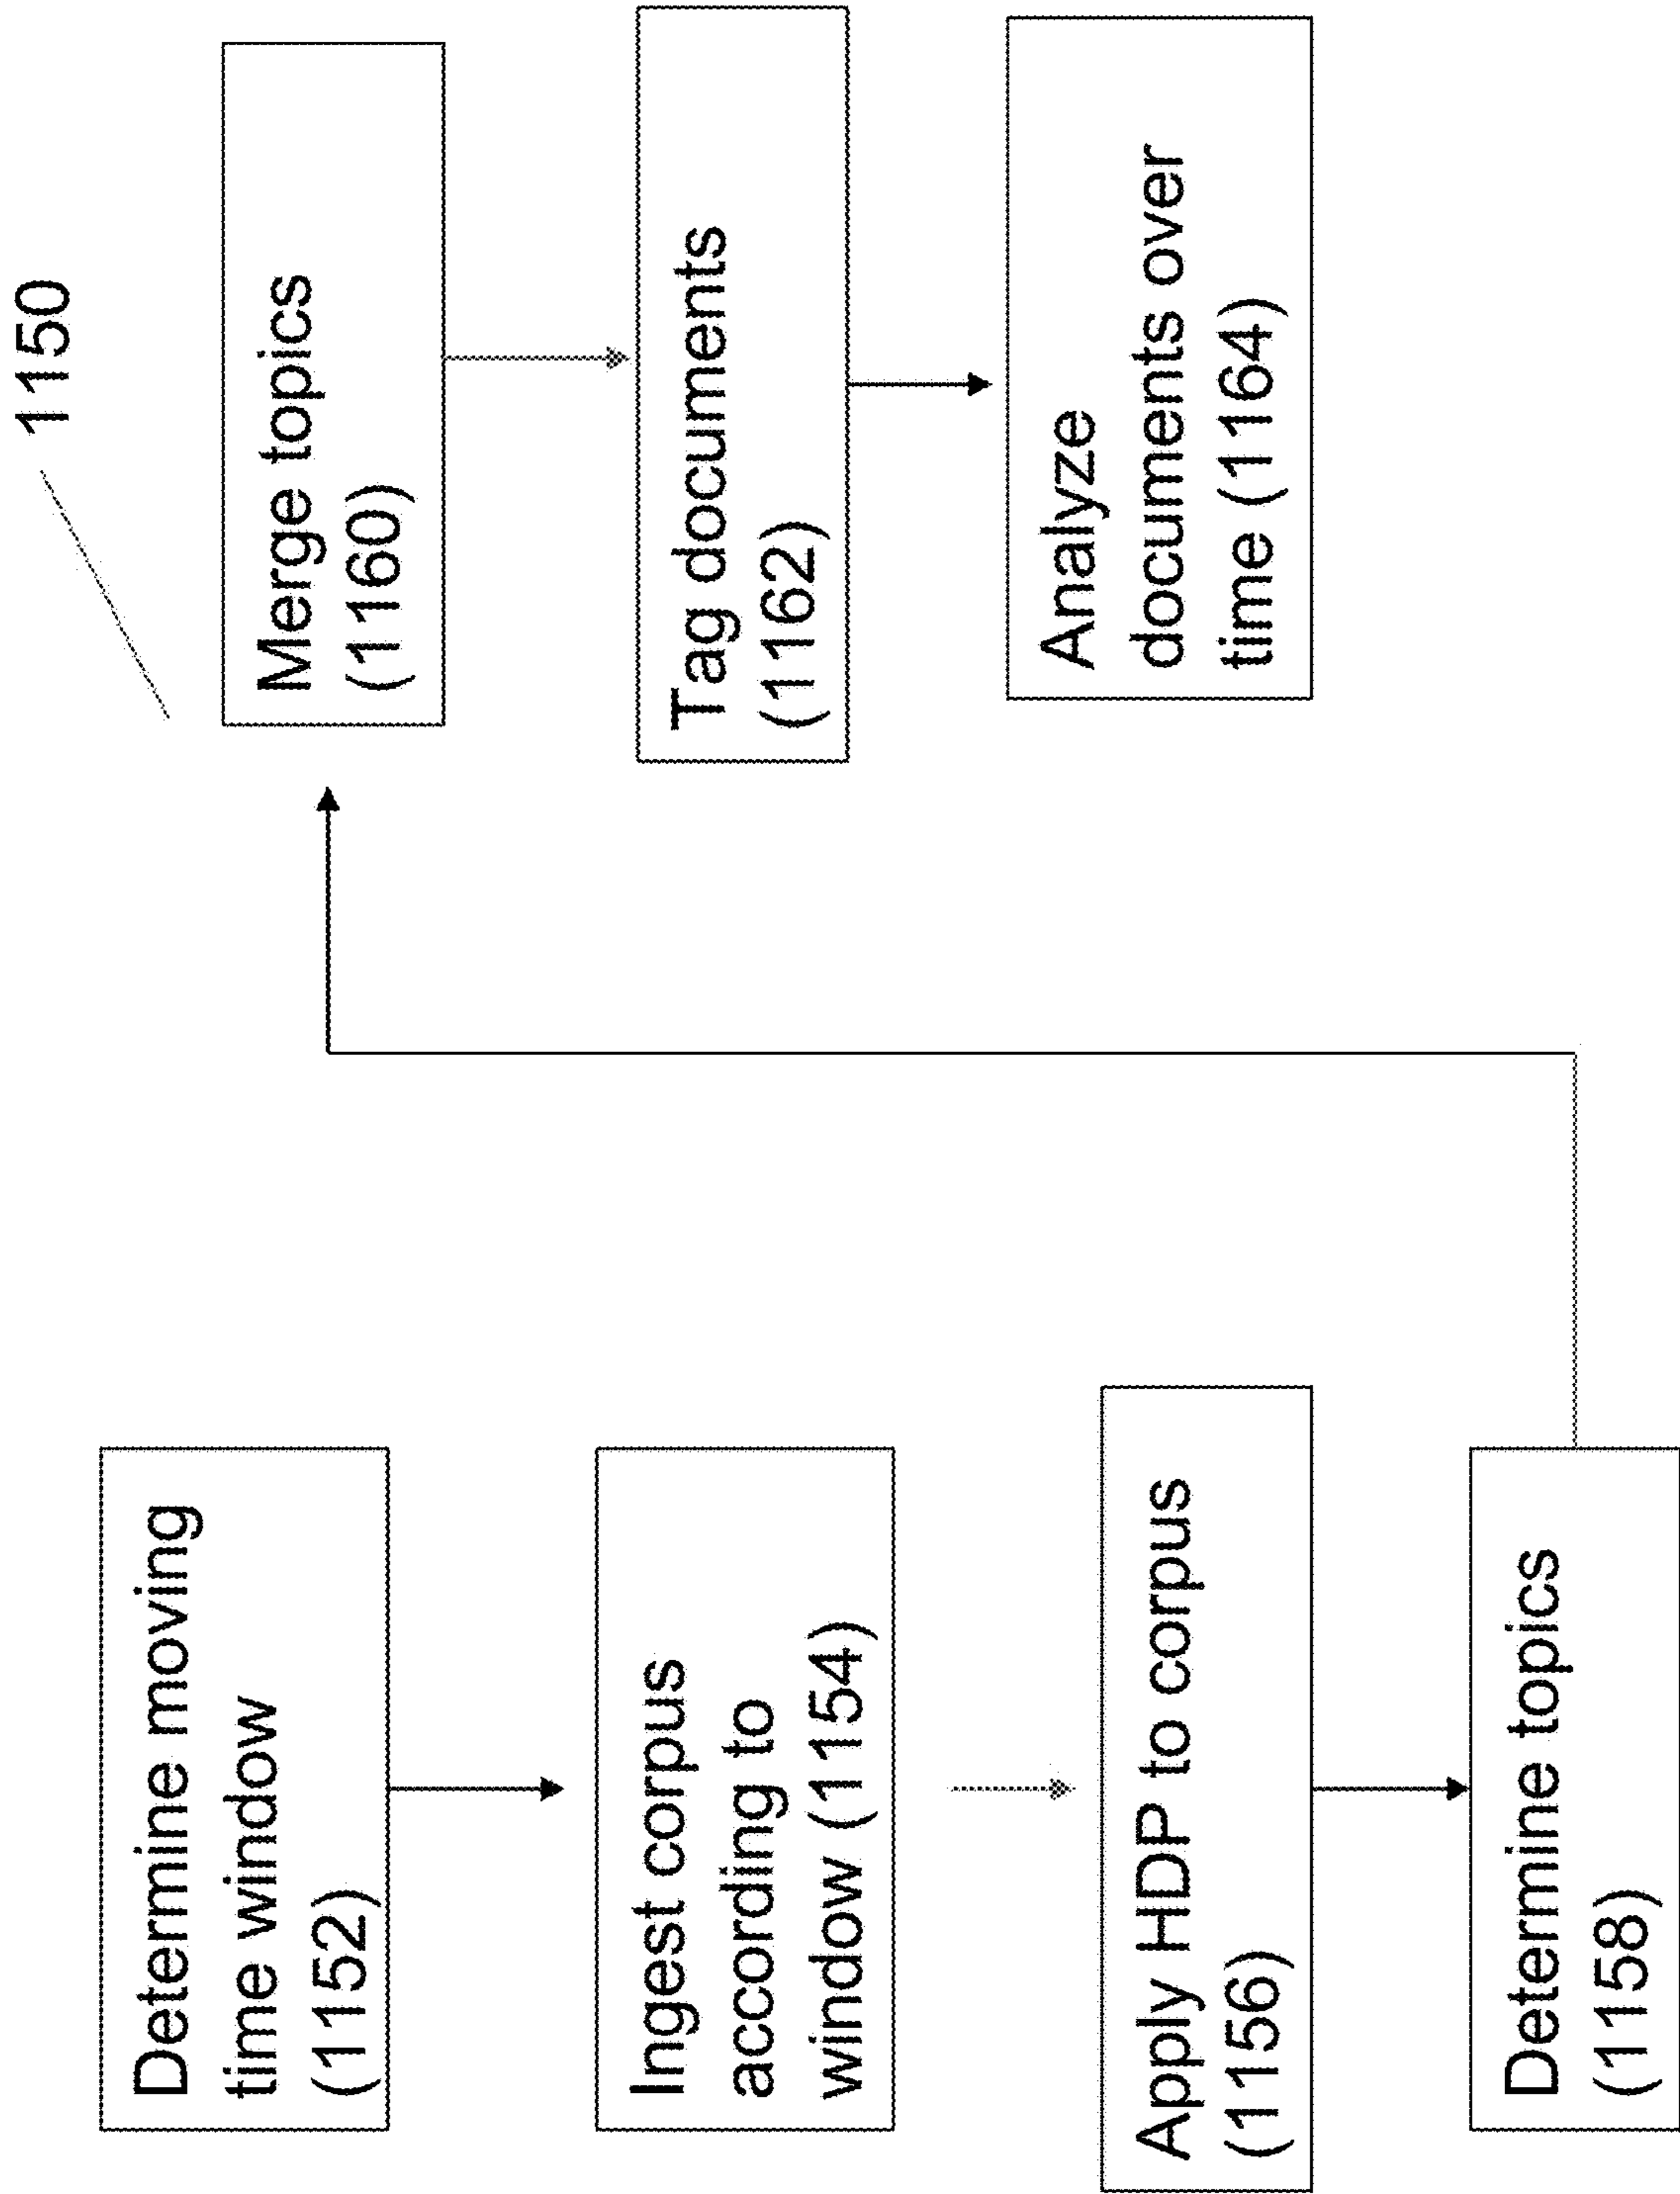 1150
Determine moving
time window
(1152)
Ingest corpus
according to
window (1154)
Apply HDP to corpus
(1156)
Determine topics
(1158)
Merge topics
(1160)
Tag documents
(1162)
Analyze
documents over
time (1164)